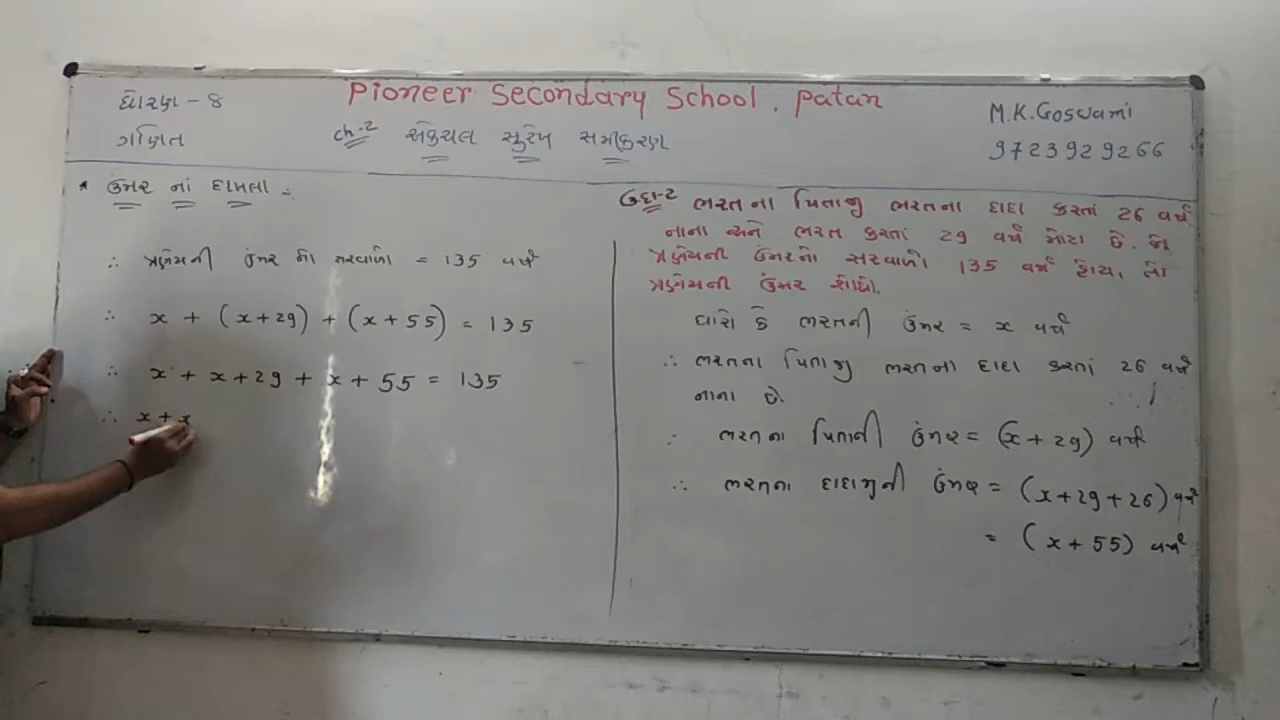 Pioneer Secondary School, Patan
ધોરણ - ૮
ગણિત
ch-2 એકચલ સુરેખ સમીકરણ
M.K.Goswami
9723929266
* ઉંમર નાં દાખલા :-
∴ ત્રણેયની ઉંમર નો સરવાળો = 135 વર્ષ
∴ x + (x+29) + (x+55) = 135
∴ x + x+29 + x + 55 = 135
∴ x + x
ઉદા-2 ભરતના પિતાજી ભરતના દાદા કરતાં 26 વર્ષ
નાના અને ભરત કરતાં 29 વર્ષ મોટા છે. જો
ત્રણેયની ઉંમરનો સરવાળો 135 વર્ષ હોય, તો
ત્રણેયની ઉંમર શોધો.
ધારો કે ભરતની ઉંમર = x વર્ષ
∴ ભરતના પિતાજી ભરતના દાદા કરતાં 26 વર્ષ
નાના છે.
∴ ભરતના પિતાની ઉંમર = (x + 29) વર્ષ
∴ ભરતના દાદાજીની ઉંમર = (x+29+26) વર્ષ
= (x + 55) વર્ષ